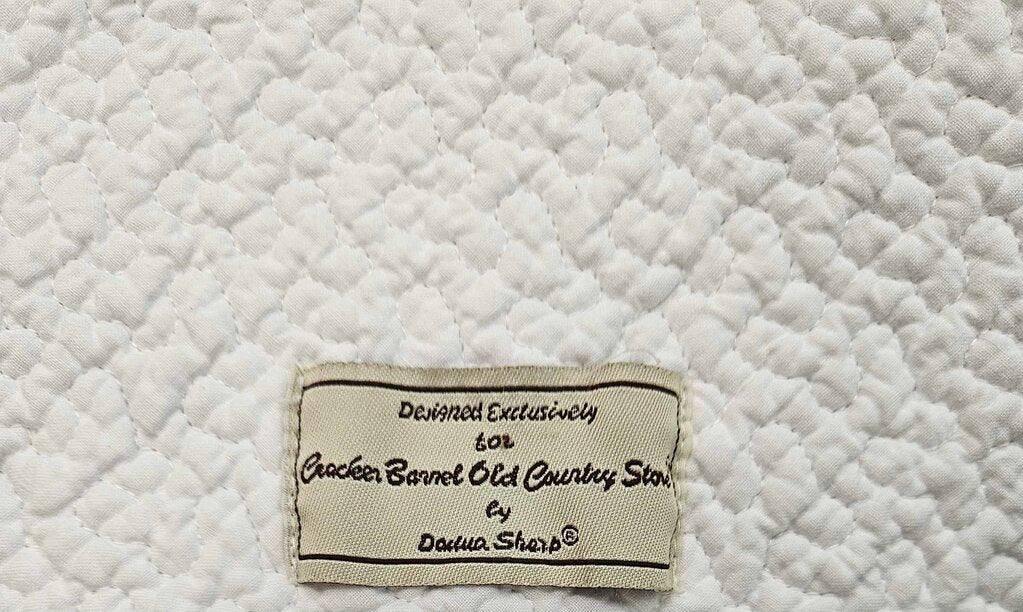 Designed Exclusively
for
Cracker Barrel Old Country Store
by
Donna Sharp®